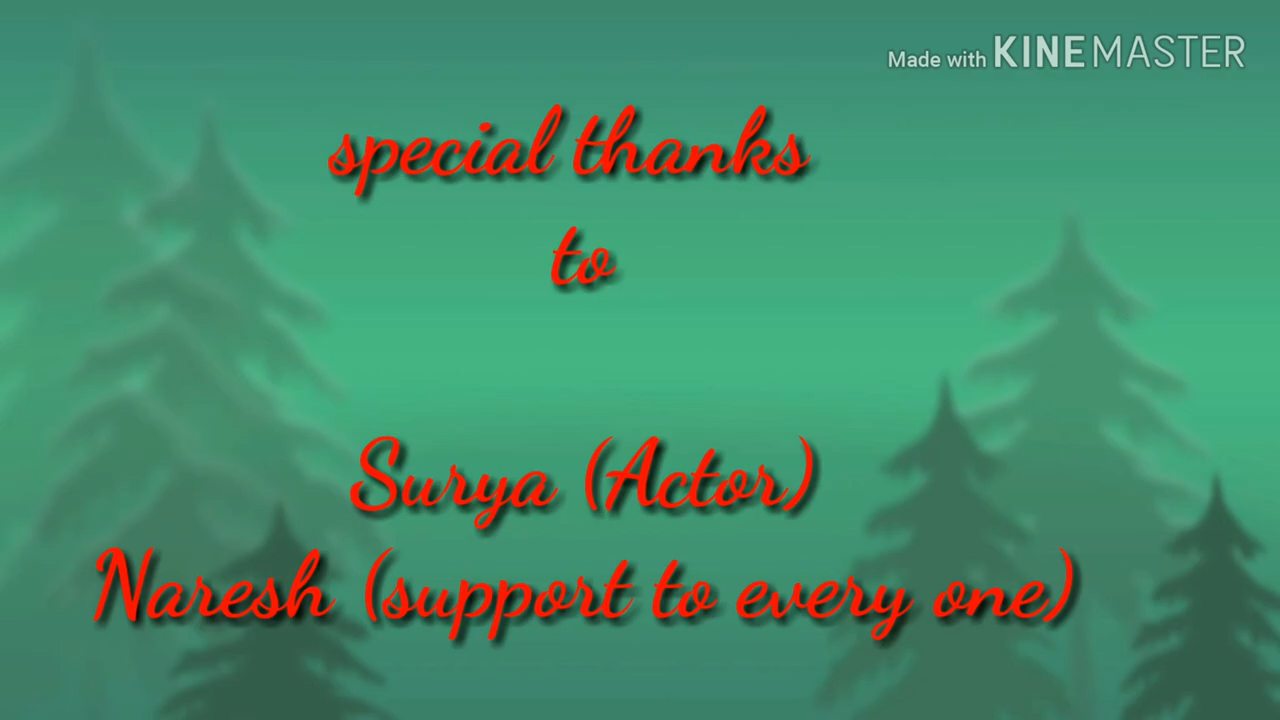 Made with KINEMASTER
special thanks
to
Surya (Actor)
Naresh (support to every one)